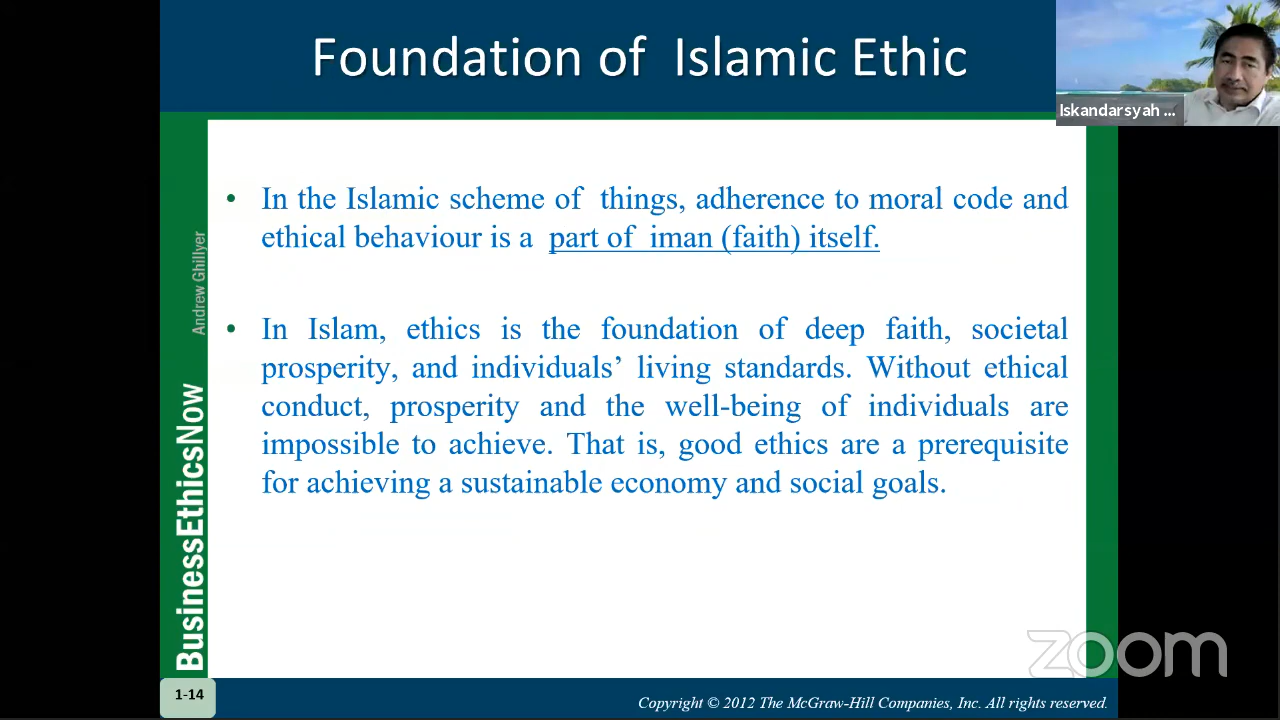 Foundation of Islamic Ethic
Iskandarsyah ...
• In the Islamic scheme of things, adherence to moral code and
ethical behaviour is a part of iman (faith) itself.
• In Islam, ethics is the foundation of deep faith, societal
prosperity, and individuals’ living standards. Without ethical
conduct, prosperity and the well-being of individuals are
impossible to achieve. That is, good ethics are a prerequisite
for achieving a sustainable economy and social goals.
BusinessEthicsNow
Andrew Ghillyer
zoom
1-14
Copyright © 2012 The McGraw-Hill Companies, Inc. All rights reserved.